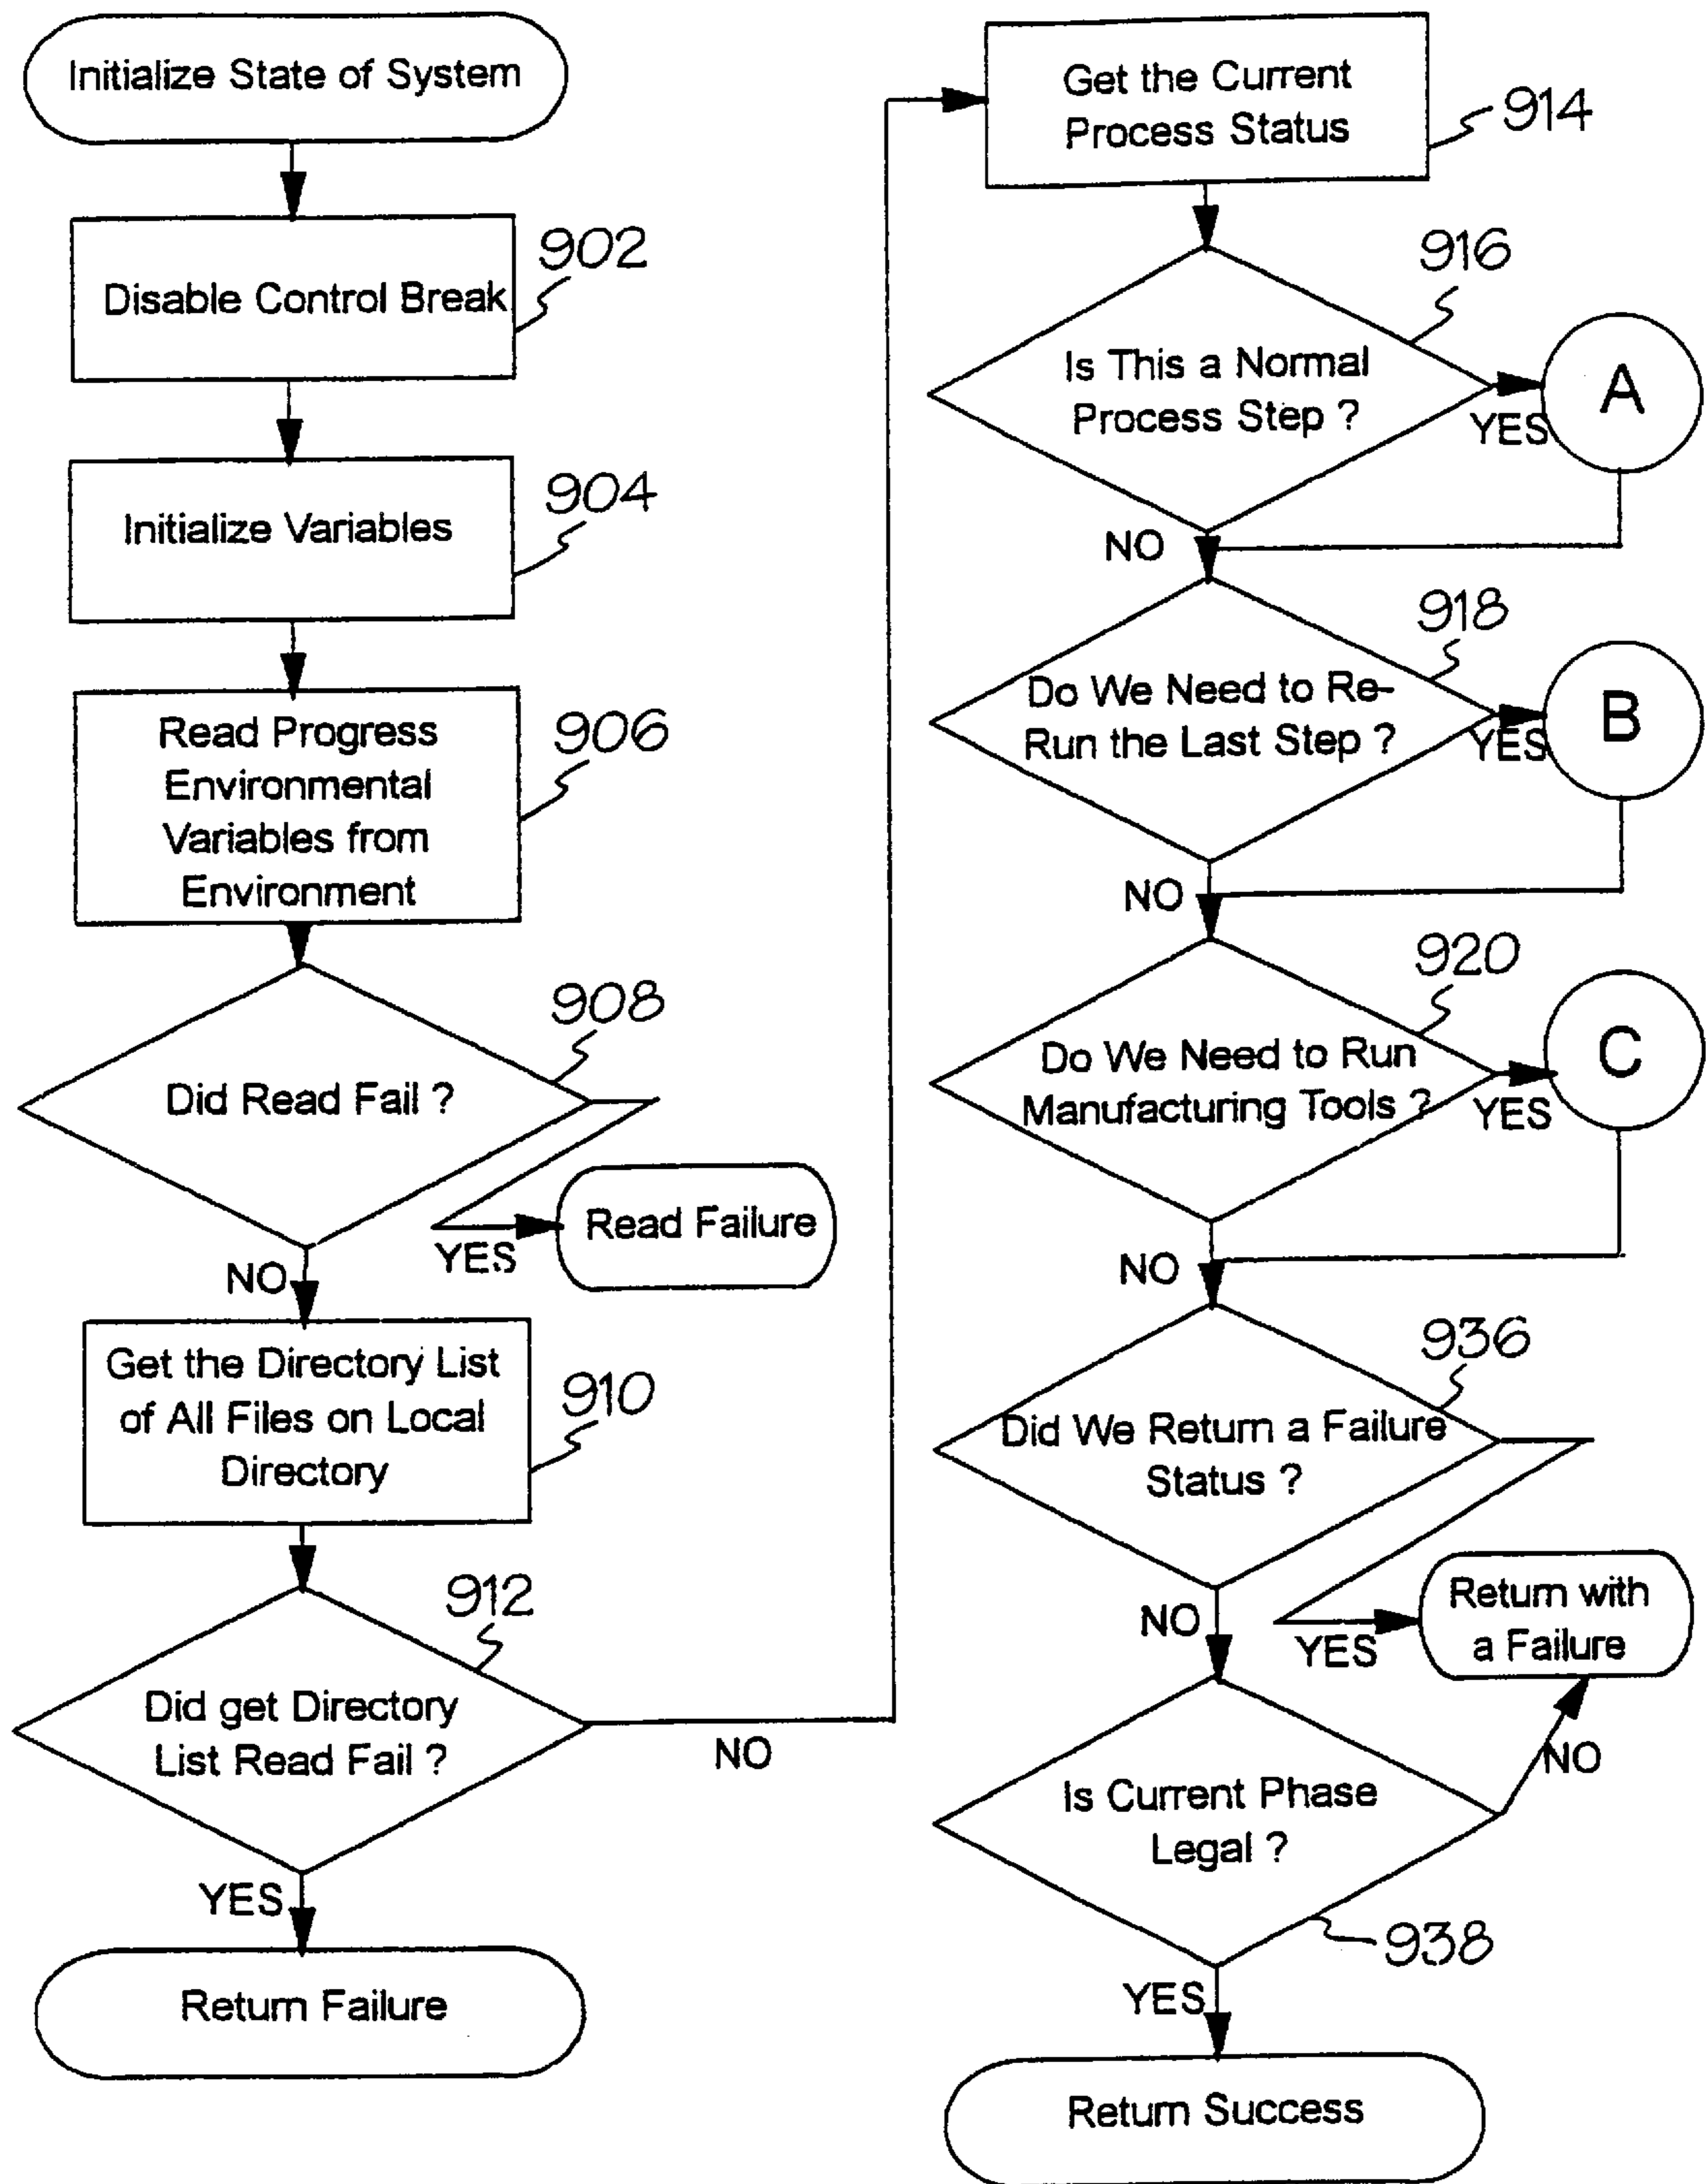 Initialize State of System
902
Disable Control Break
904
Initialize Variables
906
Read Progress
Environmental
Variables from
Environment
908
Did Read Fail ?
YES
Read Failure
NO
Get the Directory List
of All Files on Local
Directory
910
912
Did get Directory
List Read Fail ?
NO
YES
Return Failure
Get the Current
Process Status
914
916
Is This a Normal
Process Step ?
YES
A
NO
918
Do We Need to Re-
Run the Last Step ?
YES
B
NO
920
Do We Need to Run
Manufacturing Tools ?
YES
C
NO
936
Did We Return a Failure
Status ?
YES
Return with
a Failure
NO
Is Current Phase
Legal ?
NO
938
YES
Return Success